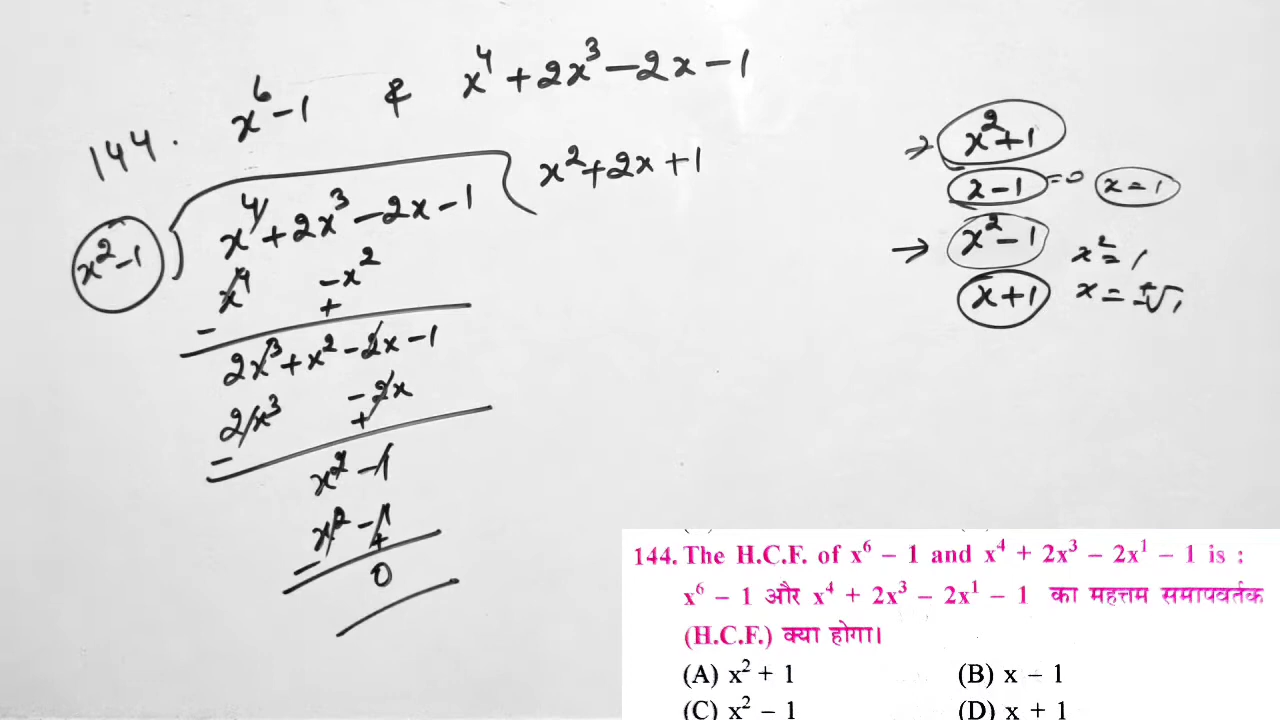 144. x⁶ - 1 & x⁴ + 2x³ - 2x - 1
x² - 1
x⁴ + 2x³ - 2x - 1
x² + 2x + 1
x⁴ - x²
- +
2x³ + x² - 2x - 1
2x³ - 2x
- +
x² - 1
x² - 1
- +
0
→ x² + 1
x - 1 = 0 x = 1
→ x² - 1 x² = 1
x + 1 x = ±√1
144. The H.C.F. of x⁶ – 1 and x⁴ + 2x³ – 2x¹ – 1 is :
x⁶ – 1 और x⁴ + 2x³ – 2x¹ – 1 का महत्तम समापवर्तक
(H.C.F.) क्या होगा।
(A) x² + 1 (B) x – 1
(C) x² – 1 (D) x + 1